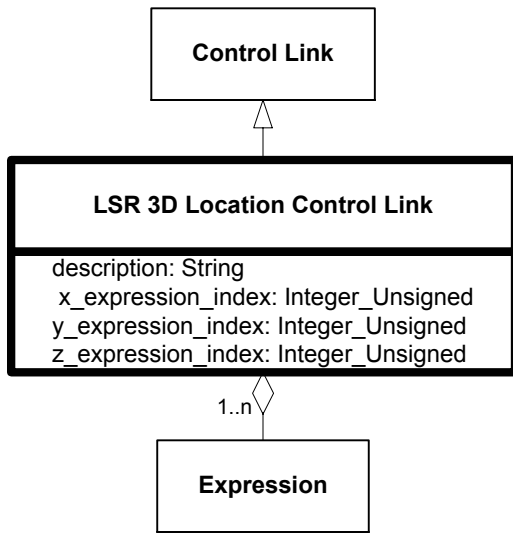 Control Link
LSR 3D Location Control Link
description: String
x_expression_index: Integer_Unsigned
y_expression_index: Integer_Unsigned
z_expression_index: Integer_Unsigned
1..n
Expression